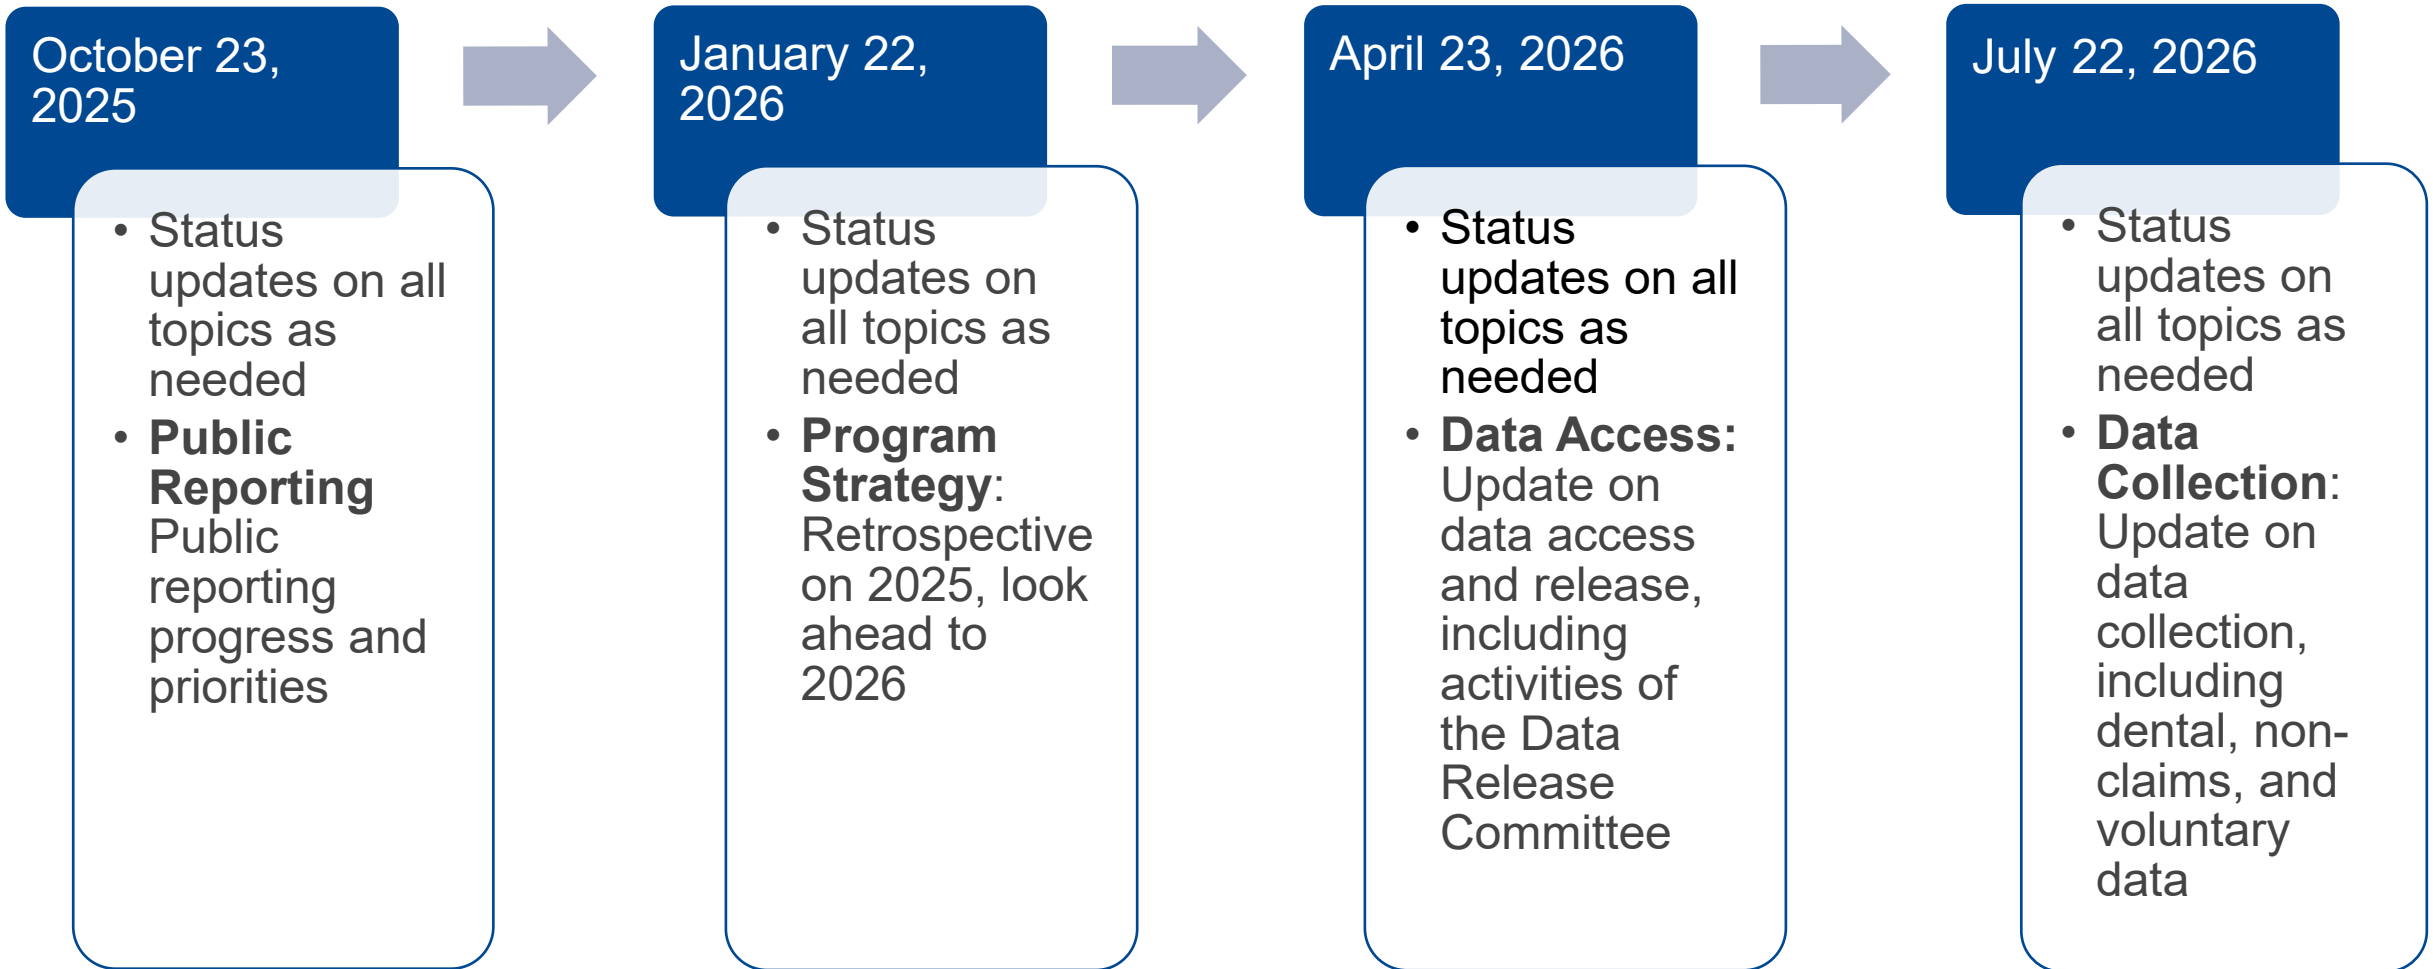 October 23,
2025
• Status
updates on all
topics as
needed
• Public
Reporting
Public
reporting
progress and
priorities
January 22,
2026
• Status
updates on
all topics as
needed
• Program
Strategy:
Retrospective
on 2025, look
ahead to
2026
April 23, 2026
• Status
updates on all
topics as
needed
• Data Access:
Update on
data access
and release,
including
activities of
the Data
Release
Committee
July 22, 2026
• Status
updates on
all topics as
needed
• Data
Collection:
Update on
data
collection,
including
dental, non-
claims, and
voluntary
data